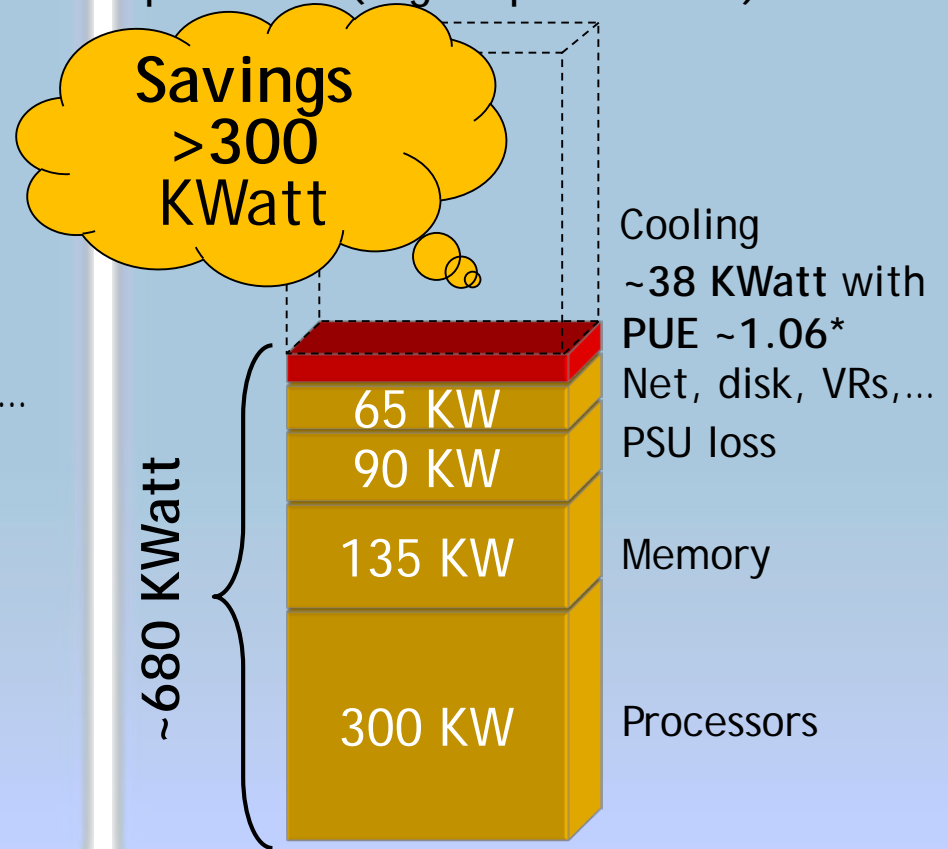 Savings
>300
KWatt
Cooling
~38 KWatt with
PUE ~1.06*
Net, disk, VRs,...
...
65 KW
PSU loss
90 KW
~680 KWatt
135 KW
Memory
300 KW
Processors